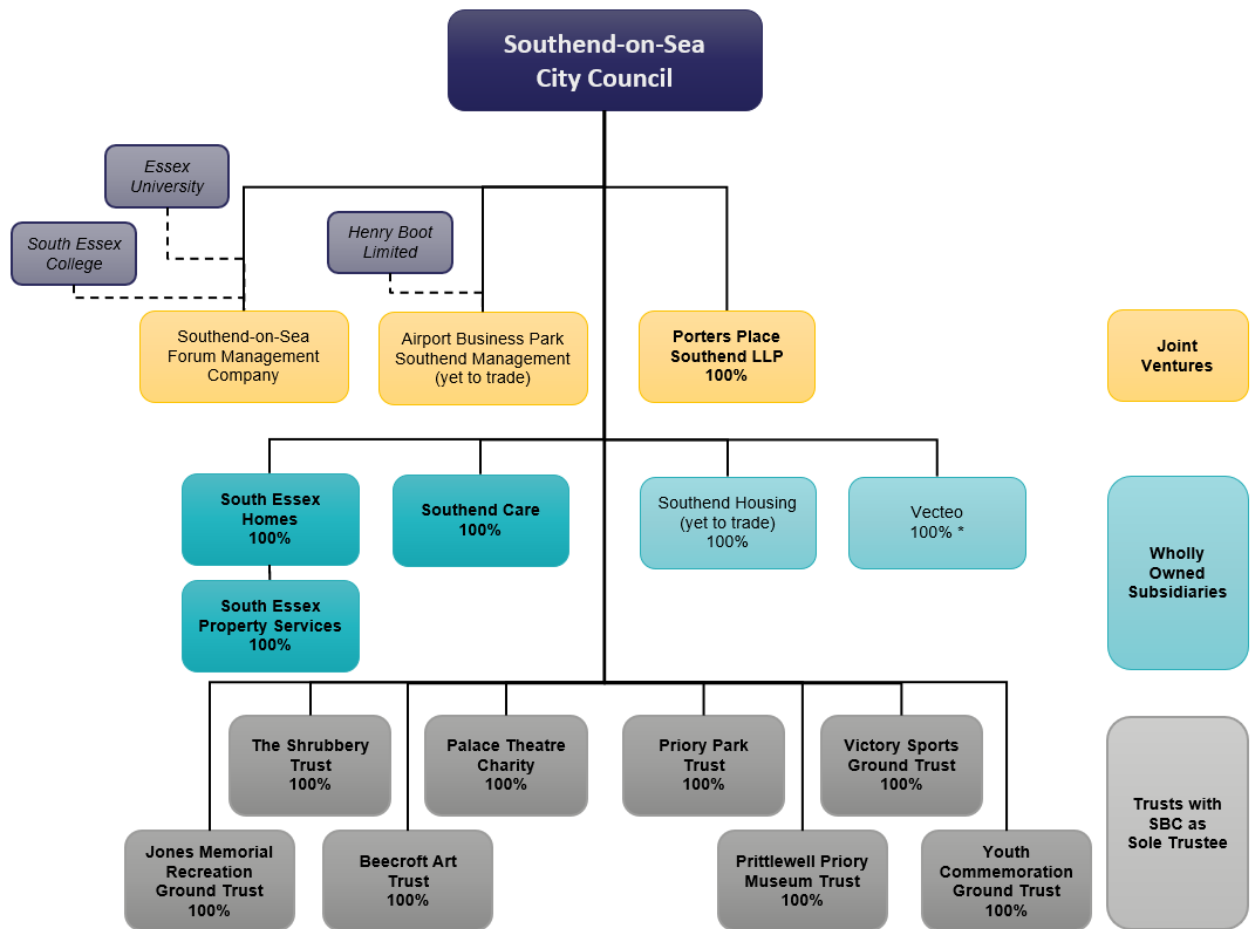 Southend-on-Sea
City Council
Essex
University
South Essex
College
Henry Boot
Limited
Southend-on-Sea
Forum Management
Company
Airport Business Park
Southend Management
(yet to trade)
Porters Place
Southend LLP
100%
Joint
Ventures
South Essex
Homes
100%
Southend Care
100%
Southend Housing
(yet to trade)
100%
Vecteo
100% *
Wholly
Owned
Subsidiaries
South Essex
Property Services
100%
The Shrubbery
Trust
100%
Palace Theatre
Charity
100%
Priory Park
Trust
100%
Victory Sports
Ground Trust
100%
Trusts with
SBC as
Sole Trustee
Jones Memorial
Recreation
Ground Trust
100%
Beecroft Art
Trust
100%
Prittlewell Priory
Museum Trust
100%
Youth
Commemoration
Ground Trust
100%